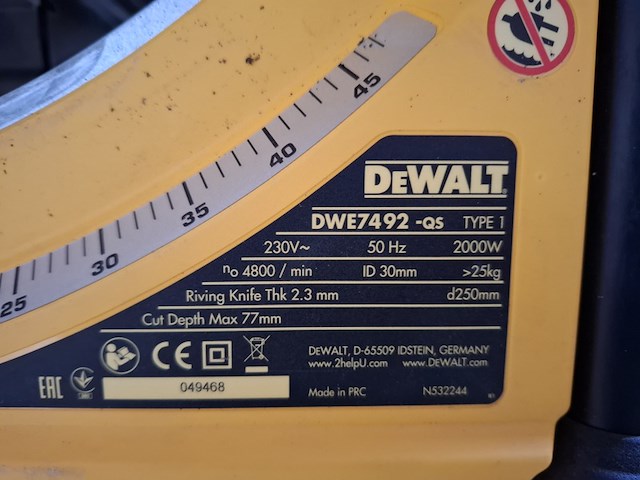 45
40
35
30
25
DEWALT
DWE7492 -QS TYPE 1
230V~ 50 Hz 2000W
no 4800 / min ID 30mm >25kg
Riving Knife Thk 2.3 mm d250mm
Cut Depth Max 77mm
CE
DEWALT, D-65509 IDSTEIN, GERMANY
www.2helpU.com www.DEWALT.com
EAC
049468
Made in PRC N532244